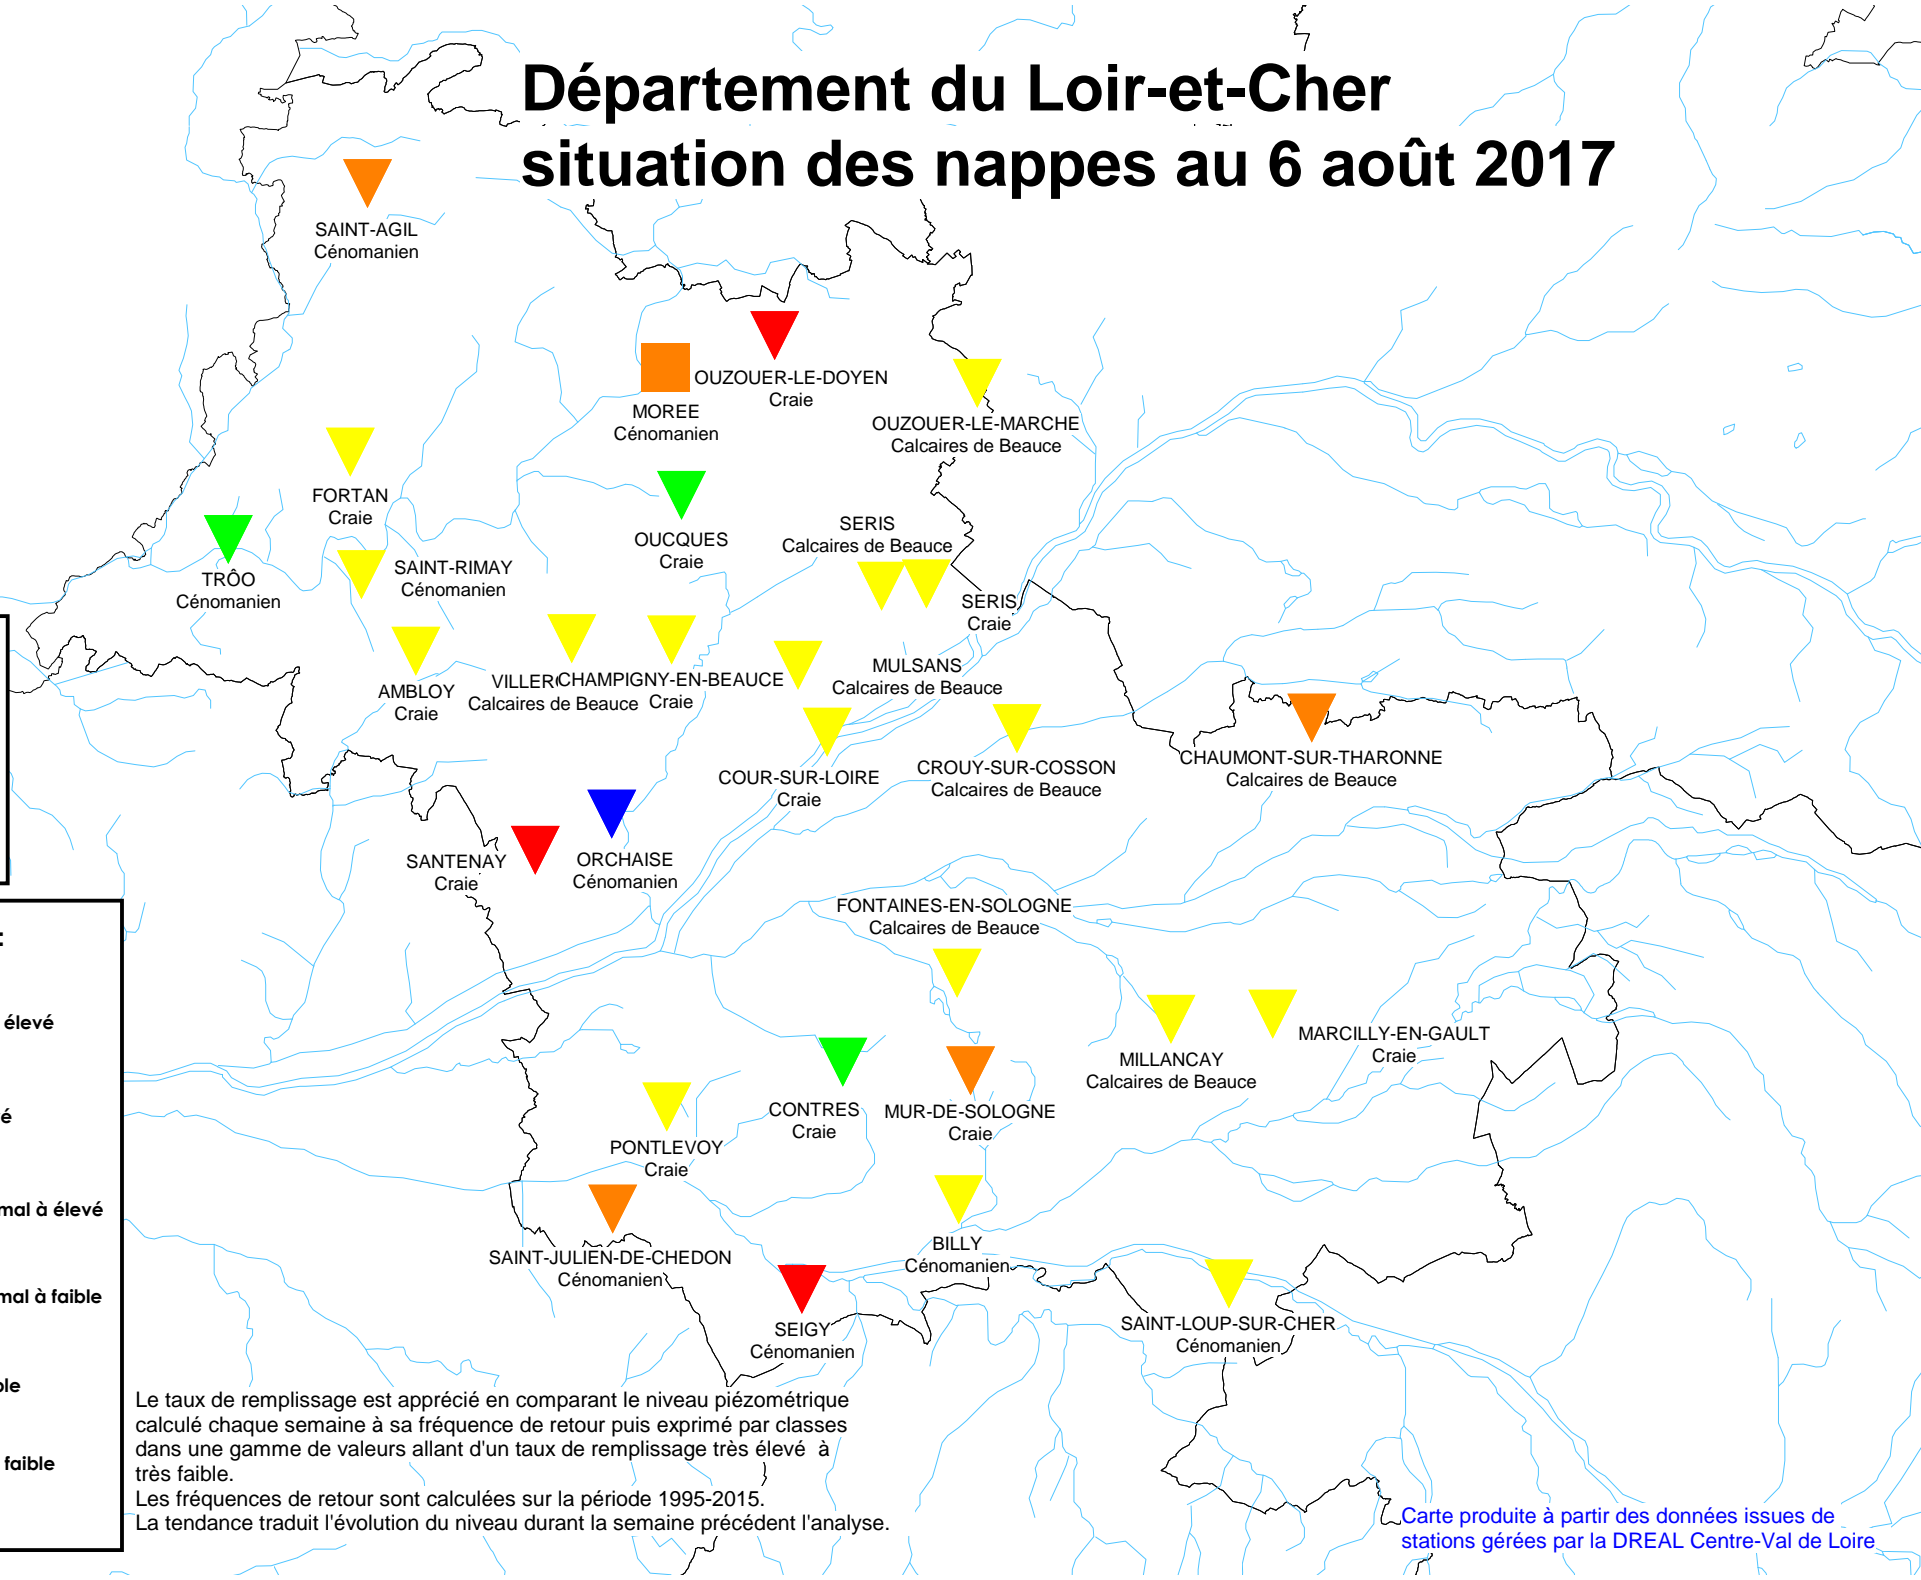 Département du Loir-et-Cher
situation des nappes au 6 août 2017
SAINT-AGIL
Cénomanien
OUZOUER-LE-DOYEN
Craie
MOREE
Cénomanien
OUZOUER-LE-MARCHE
Calcaires de Beauce
FORTAN
Craie
OUCQUES
Craie
SERIS
Calcaires de Beauce
TRÔO
Cénomanien
SAINT-RIMAY
Cénomanien
SERIS
Craie
AMBLOY
Craie
VILLER
Calcaires de Beauce
CHAMPIGNY-EN-BEAUCE
Craie
MULSANS
Calcaires de Beauce
COUR-SUR-LOIRE
Craie
CROUY-SUR-COSSON
Calcaires de Beauce
CHAUMONT-SUR-THARONNE
Calcaires de Beauce
SANTENAY
Craie
ORCHAISE
Cénomanien
FONTAINES-EN-SOLOGNE
Calcaires de Beauce
MILLANCAY
Calcaires de Beauce
MARCILLY-EN-GAULT
Craie
CONTRES
Craie
MUR-DE-SOLOGNE
Craie
PONTLEVOY
Craie
SAINT-JULIEN-DE-CHEDON
Cénomanien
BILLY
Cénomanien
SEIGY
Cénomanien
SAINT-LOUP-SUR-CHER
Cénomanien
:
élevé
é
mal à élevé
mal à faible
ble
faible
Le taux de remplissage est apprécié en comparant le niveau piézométrique
calculé chaque semaine à sa fréquence de retour puis exprimé par classes
dans une gamme de valeurs allant d'un taux de remplissage très élevé à
très faible.
Les fréquences de retour sont calculées sur la période 1995-2015.
La tendance traduit l'évolution du niveau durant la semaine précédent l'analyse.
Carte produite à partir des données issues de
stations gérées par la DREAL Centre-Val de Loire